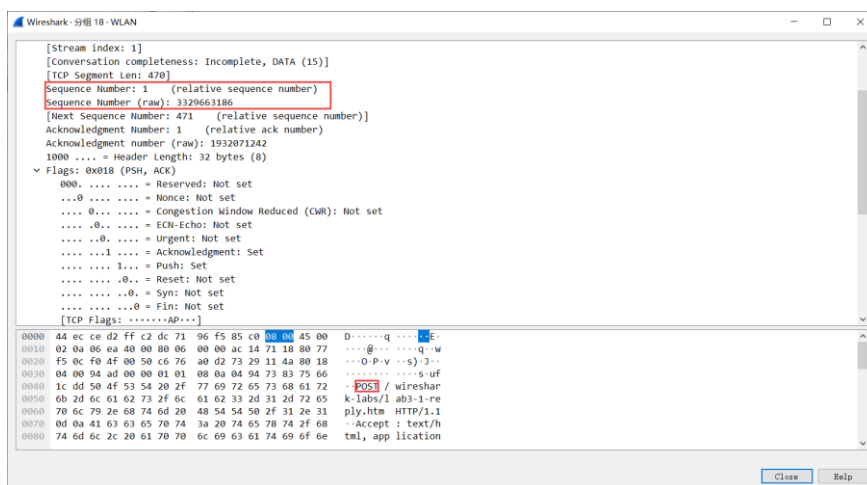 Wireshark · 分组 18 · WLAN
[Stream index: 1]
[Conversation completeness: Incomplete, DATA (15)]
[TCP Segment Len: 470]
Sequence Number: 1    (relative sequence number)
Sequence Number (raw): 3329663186
[Next Sequence Number: 471    (relative sequence number)]
Acknowledgment Number: 1    (relative ack number)
Acknowledgment number (raw): 1932071242
1000 .... = Header Length: 32 bytes (8)
Flags: 0x018 (PSH, ACK)
000. .... .... = Reserved: Not set
...0 .... .... = Nonce: Not set
.... 0... .... = Congestion Window Reduced (CWR): Not set
.... .0.. .... = ECN-Echo: Not set
.... ..0. .... = Urgent: Not set
.... ...1 .... = Acknowledgment: Set
.... .... 1... = Push: Set
.... .... .0.. = Reset: Not set
.... .... ..0. = Syn: Not set
.... .... ...0 = Fin: Not set
[TCP Flags: ·······AP···]
0000 44 ec ce d2 ff c2 dc 71 96 f5 85 c0 08 00 45 00 D······q ······E·
0010 02 0a 06 ea 40 00 80 06 00 00 ac 14 71 18 80 77 ····@··· ····q··w
0020 f5 0c f0 4f 00 50 c6 76 a0 d2 73 29 11 4a 80 18 ···O·P·v ··s)·J··
0030 04 00 94 ad 00 00 01 01 08 0a 04 94 73 83 75 66 ········ ····s·uf
0040 1c dd 50 4f 53 54 20 2f 77 69 72 65 73 68 61 72 ··POST / wireshar
0050 6b 2d 6c 61 62 73 2f 6c 61 62 33 2d 31 2d 72 65 k-labs/l ab3-1-re
0060 70 6c 79 2e 68 74 6d 20 48 54 54 50 2f 31 2e 31 ply.htm HTTP/1.1
0070 0d 0a 41 63 63 65 70 74 3a 20 74 65 78 74 2f 68 ··Accept : text/h
0080 74 6d 6c 2c 20 61 70 70 6c 69 63 61 74 69 6f 6e tml, app lication
Close
Help